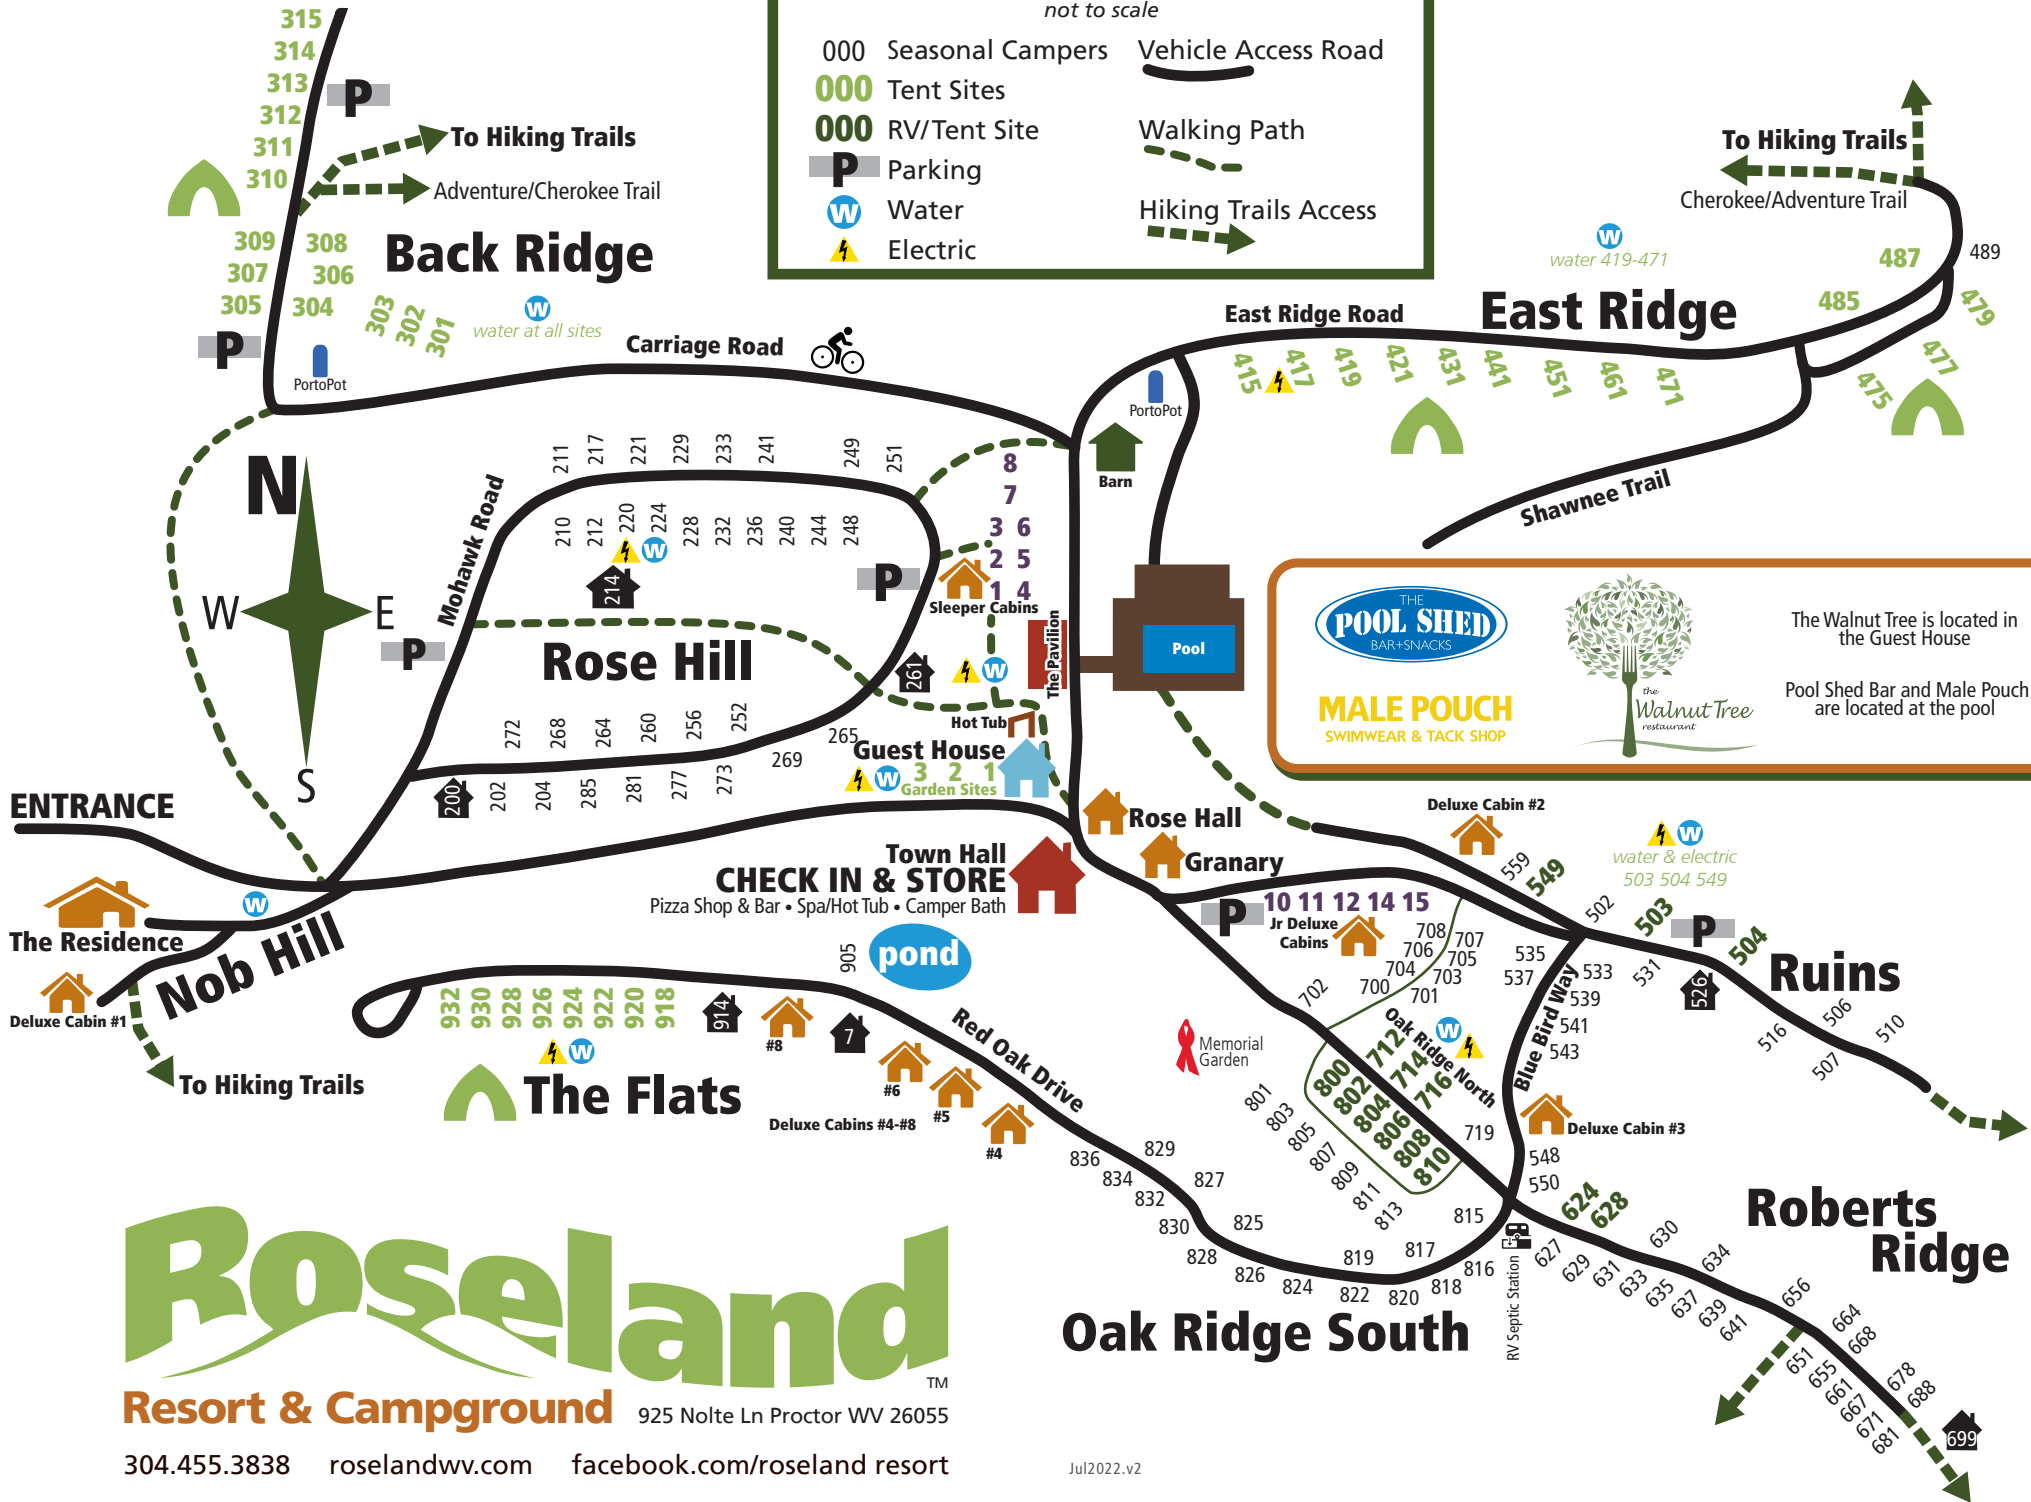 not to scale
000 Seasonal Campers
000 Tent Sites
000 RV/Tent Site
P Parking
W Water
Electric
Vehicle Access Road
Walking Path
Hiking Trails Access
315
314
313
312
311
310
P
To Hiking Trails
Adventure/Cherokee Trail
309 308
307 306
305 304
303 302 301
Back Ridge
W
water at all sites
P
PortoPot
Carriage Road
To Hiking Trails
Cherokee/Adventure Trail
W
water 419-471
487
489
485
479
477
475
East Ridge Road
East Ridge
415 417 419 421 431 441 451 461 471
PortoPot
Barn
Shawnee Trail
N
W E
S
Mohawk Road
211 217 221 229 233 241 249 251
210 212 220 224 228 232 236 240 244 248
W
214
P
P
Rose Hill
8
7
3 6
2 5
1 4
Sleeper Cabins
The Pavilion
Pool
261
W
Hot Tub
272 268 264 260 256 252
265
269
200 202 204 285 281 277 273
Guest House
W 3 2 1
Garden Sites
THE
POOL SHED
BAR+SNACKS
MALE POUCH
SWIMWEAR & TACK SHOP
the
Walnut Tree
restaurant
The Walnut Tree is located in
the Guest House
Pool Shed Bar and Male Pouch
are located at the pool
ENTRANCE
The Residence
W
Deluxe Cabin #1
Nob Hill
To Hiking Trails
Rose Hall
Granary
Town Hall
CHECK IN & STORE
Pizza Shop & Bar • Spa/Hot Tub • Camper Bath
905
pond
Deluxe Cabin #2
559
549
W
water & electric
503 504 549
502
503
P
504
Ruins
P
10 11 12 14 15
Jr Deluxe
Cabins
708 707
706 705
704 703
700 701
702
535
537
533
539
541
543
531
526
516
506
507
510
Blue Bird Way
Oak Ridge North
W
Memorial
Garden
800 712
802 714
804 716
806
808
810
801
803
805
807
809
811
813
719
Deluxe Cabin #3
548
550
932 930 928 926 924 922 920 918
914
W
#8
7
#6
#5
#4
Deluxe Cabins #4-#8
The Flats
Red Oak Drive
836
834
832
830
828
826
824
822
820
818
816
829
827
825
819
817
815
Oak Ridge South
RV Septic Station
624
628
627
629
631
633
635
637
639
641
630
634
656
664
668
678
688
651
655
661
667
671
681
699
Roberts
Ridge
Roseland
TM
Resort & Campground
925 Nolte Ln Proctor WV 26055
304.455.3838 roselandwv.com facebook.com/roseland resort
Jul2022.v2